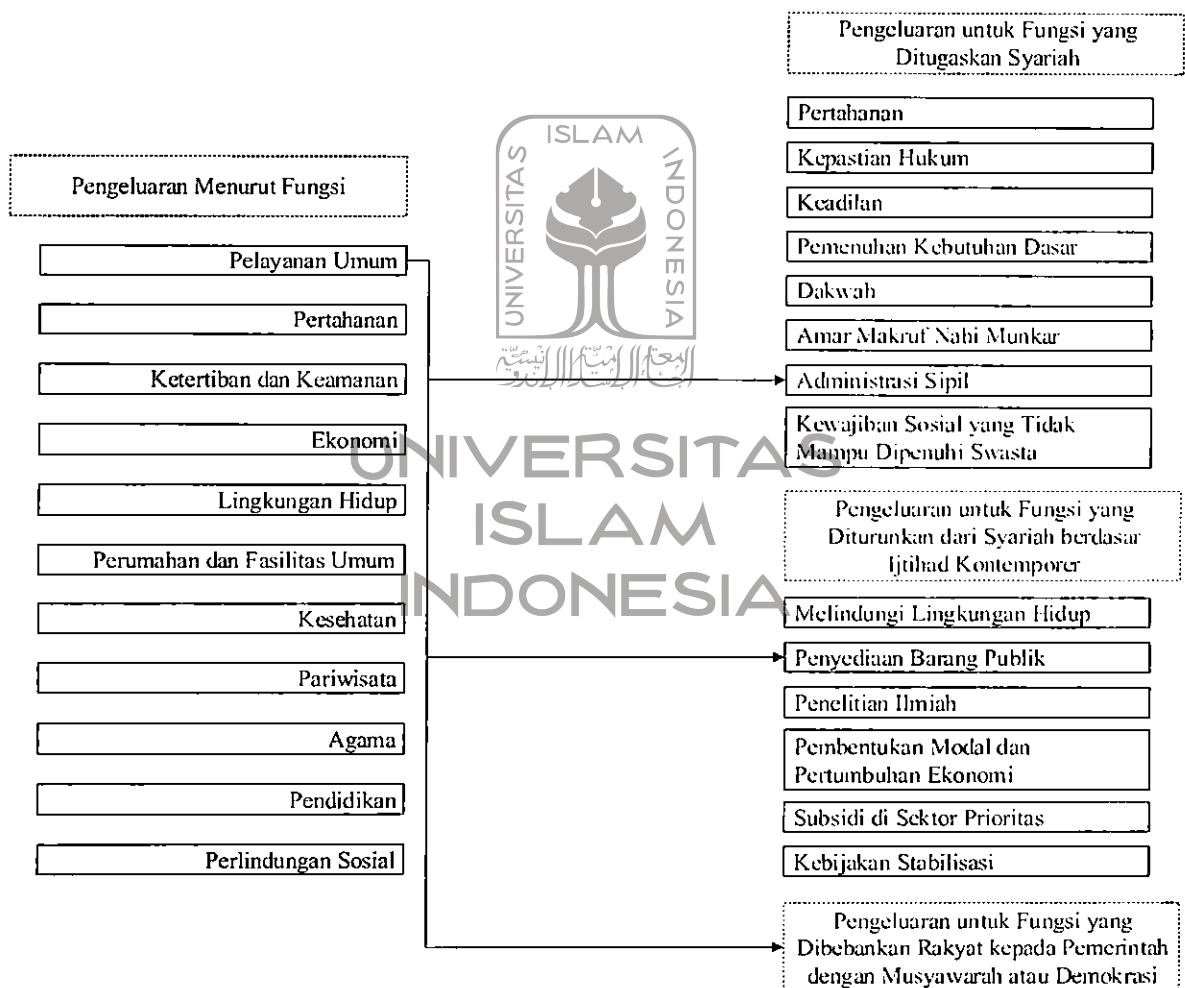 Pengeluaran Menurut Fungsi
Pelayanan Umum
Pertahanan
Ketertiban dan Keamanan
Ekonomi
Lingkungan Hidup
Perumahan dan Fasilitas Umum
Kesehatan
Pariwisata
Agama
Pendidikan
Perlindungan Sosial
UNIVERSITAS
ISLAM
INDONESIA
UNIVERSITAS
ISLAM
INDONESIA
Pengeluaran untuk Fungsi yang
Ditugaskan Syariah
Pertahanan
Kepastian Hukum
Keadilan
Pemenuhan Kebutuhan Dasar
Dakwah
Amar Makruf Nahi Munkar
Administrasi Sipil
Kewajiban Sosial yang Tidak
Mampu Dipenuhi Swasta
Pengeluaran untuk Fungsi yang
Diturunkan dari Syariah berdasar
Ijtihad Kontemporer
Melindungi Lingkungan Hidup
Penyediaan Barang Publik
Penelitian Ilmiah
Pembentukan Modal dan
Pertumbuhan Ekonomi
Subsidi di Sektor Prioritas
Kebijakan Stabilisasi
Pengeluaran untuk Fungsi yang
Dibebankan Rakyat kepada Pemerintah
dengan Musyawarah atau Demokrasi